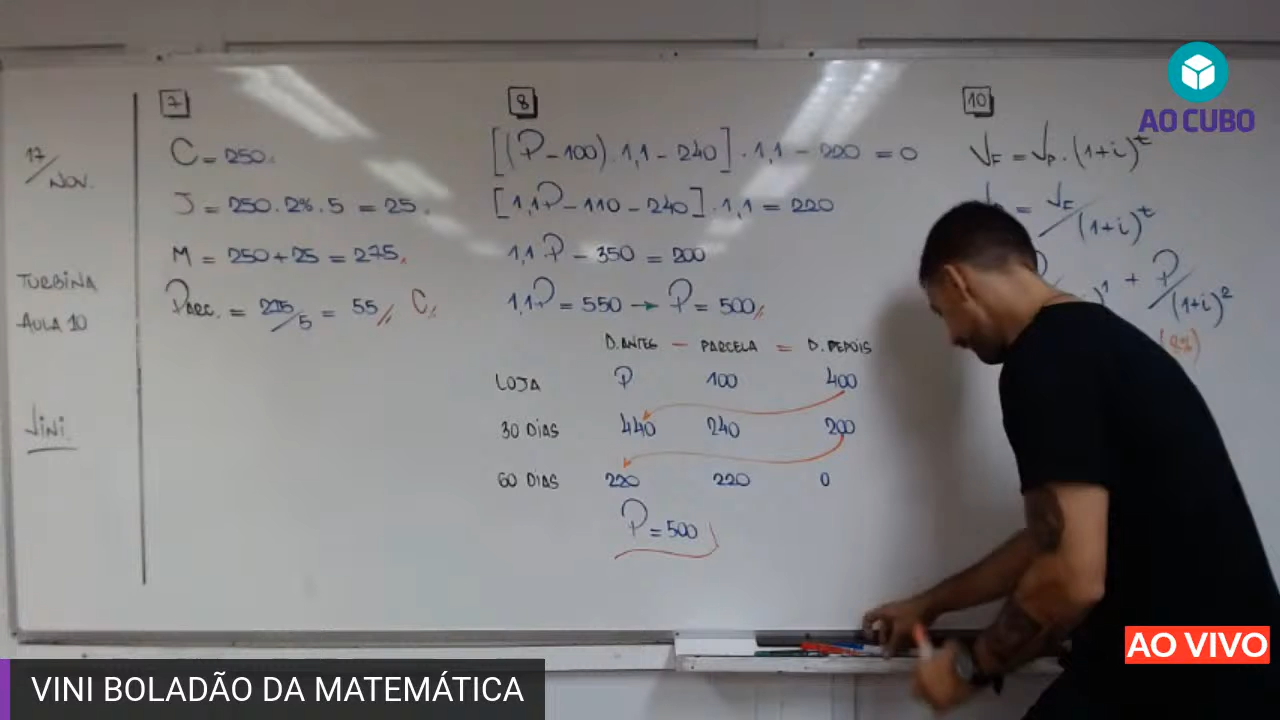 17/NOV.
TURBINA
AULA 10
VINI
7
C = 250
J = 250 . 2% . 5 = 25
M = 250 + 25 = 275
PARC. = 275/5 = 55 C
8
[(P - 100) . 1,1 - 240] . 1,1 - 220 = 0
[1,1P - 110 - 240] . 1,1 = 220
1,1P - 350 = 200
1,1P = 550 → P = 500
D. ANTES - PARCELA = D. DEPOIS
LOJA P 100 400
30 DIAS 440 240 200
60 DIAS 220 220 0
P = 500
10
VF = VP . (1+i)^t
= VF/(1+i)^t
+ P/(1+i)^2
AO CUBO
AO VIVO
VINI BOLADÃO DA MATEMÁTICA